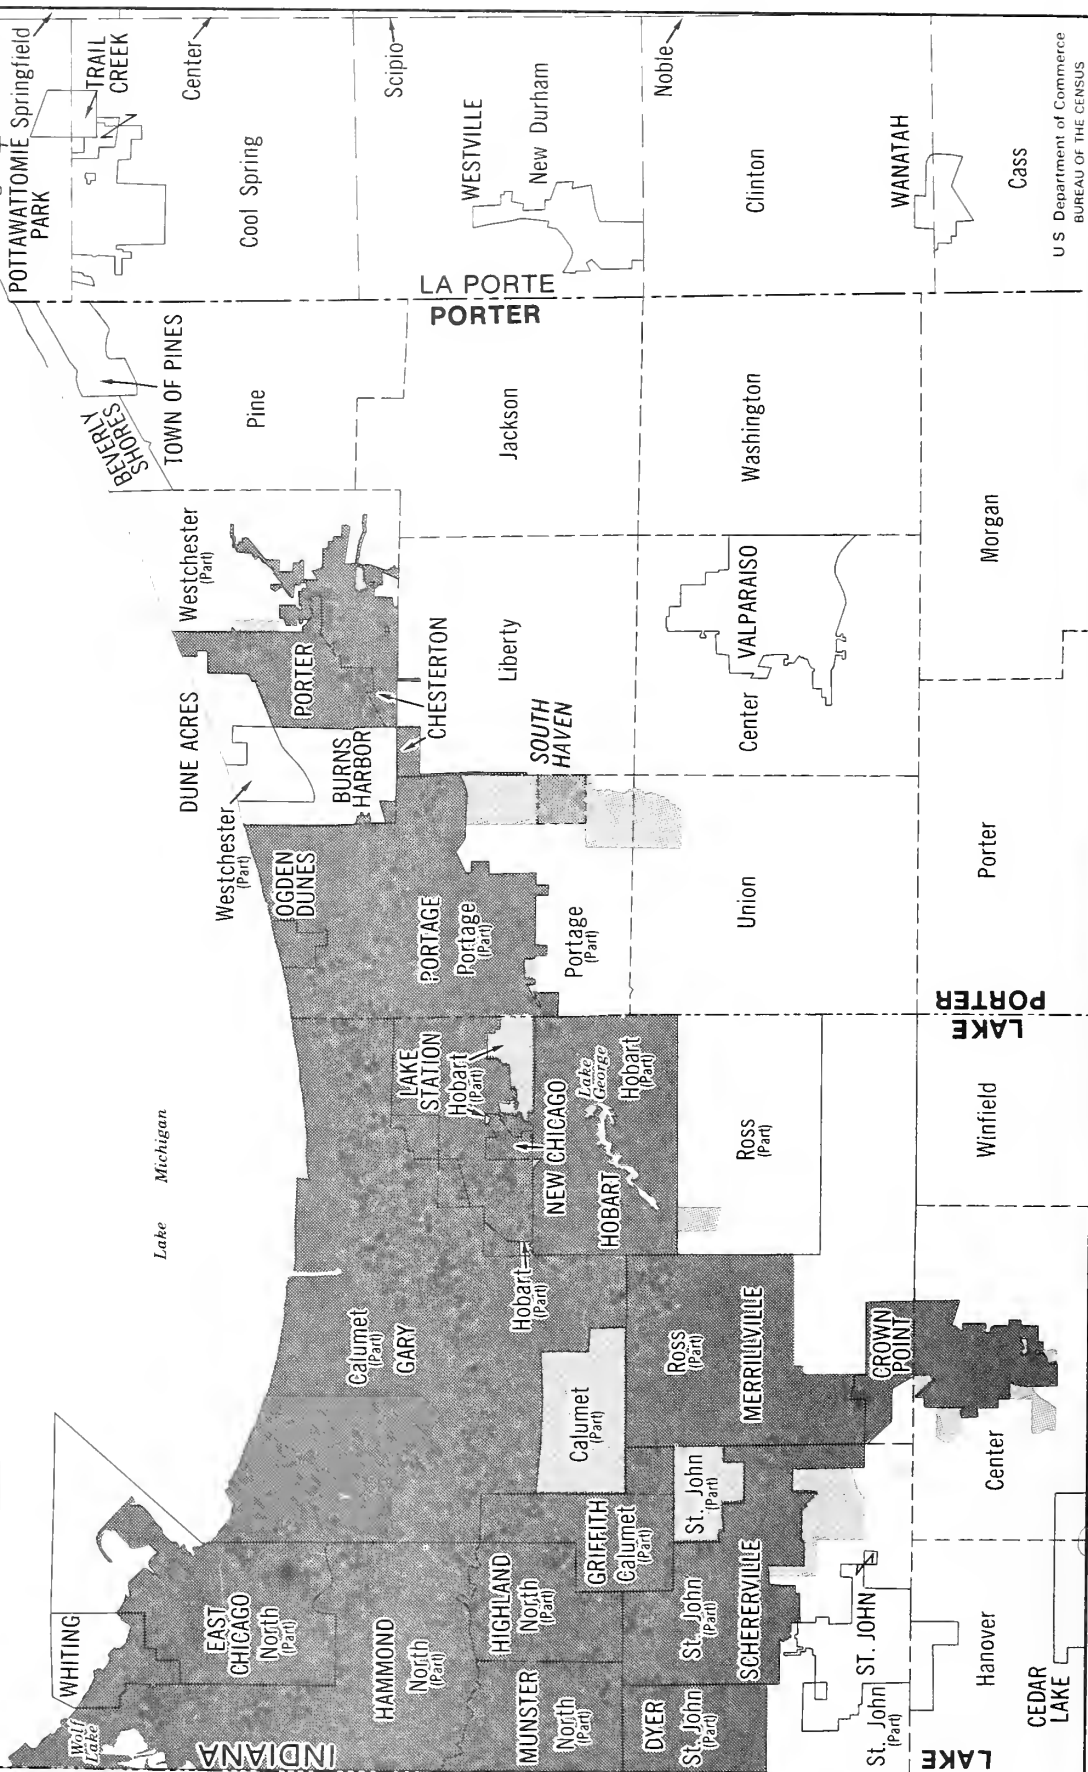 POTTAWATTOMIE
PARK
Springfield
TRAIL
CREEK
Center
Cool Spring
Scipio
WESTVILLE
New Durham
Noble
Clinton
WANATAH
Cass
U S Department of Commerce
BUREAU OF THE CENSUS
LA PORTE
PORTER
BEVERLY
SHORES
TOWN OF PINES
Pine
Jackson
Washington
Morgan
Westchester
(Part)
PORTER
CHESTERTON
Liberty
VALPARAISO
Center
DUNE ACRES
Westchester
(Part)
BURNS
HARBOR
SOUTH
HAVEN
OGDEN
DUNES
PORTAGE
Portage
(Part)
Portage
(Part)
Union
Porter
PORTER
LAKE
Lake Michigan
LAKE
STATION
Hobart
(Part)
NEW CHICAGO
Lake
George
Hobart
(Part)
HOBART
Ross
(Part)
Winfield
Hobart
(Part)
Calumet
(Part)
GARY
Calumet
(Part)
Ross
(Part)
MERRILLVILLE
CROWN
POINT
Center
WHITING
Wolf
Lake
EAST
CHICAGO
North
(Part)
HAMMOND
North
(Part)
HIGHLAND
North
(Part)
GRIFFITH
Calumet
(Part)
St. John
(Part)
MUNSTER
North
(Part)
DYER
St. John
(Part)
St. John
(Part)
SCHERERVILLE
ST. JOHN
St. John
(Part)
Hanover
CEDAR
LAKE
INDIANA
LAKE